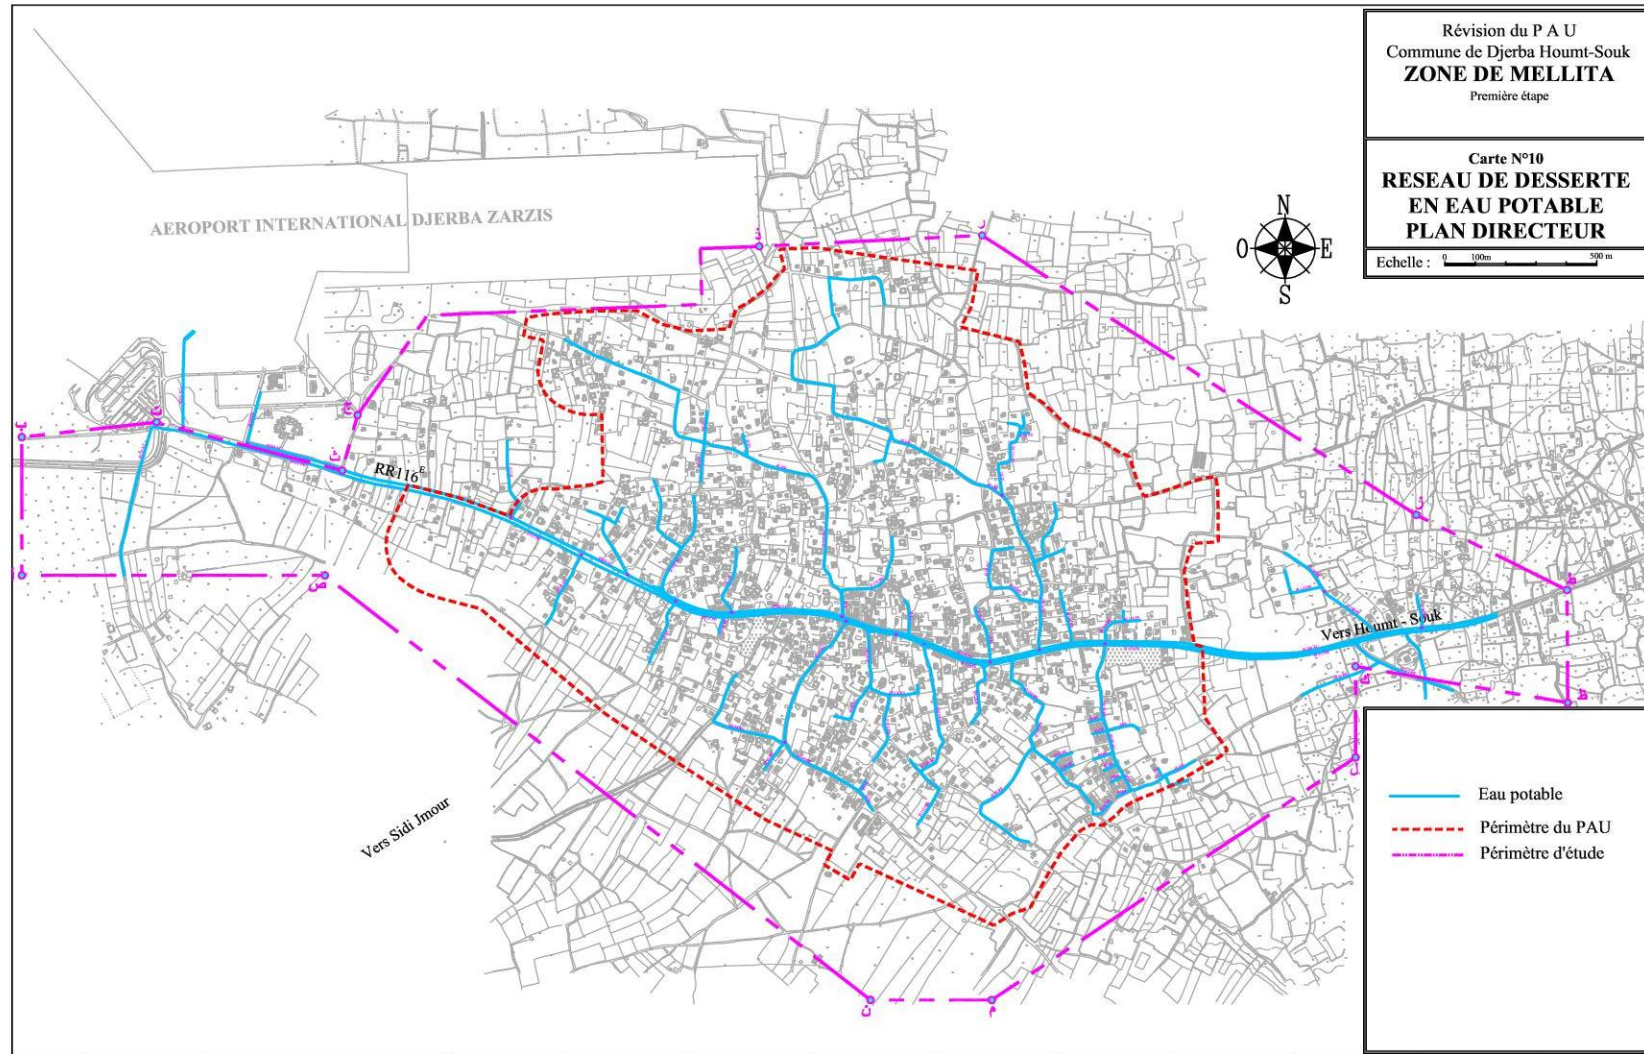 Révision du P A U
Commune de Djerba Houmt-Souk
ZONE DE MELLITA
Première étape
Carte N°10
RESEAU DE DESSERTE
EN EAU POTABLE
PLAN DIRECTEUR
Echelle :
0 100m 500 m
N
O E
S
AEROPORT INTERNATIONAL DJERBA ZARZIS
RR116E
Vers Houmt - Souk
Vers Sidi Jmour
Eau potable
Périmètre du PAU
Périmètre d'étude